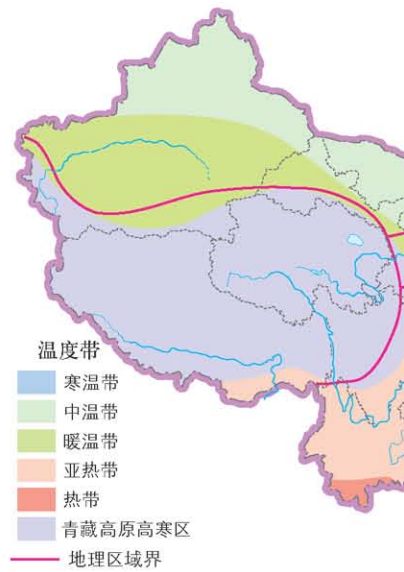 温度带
寒温带
中温带
暖温带
亚热带
热带
青藏高原高寒区
地理区域界